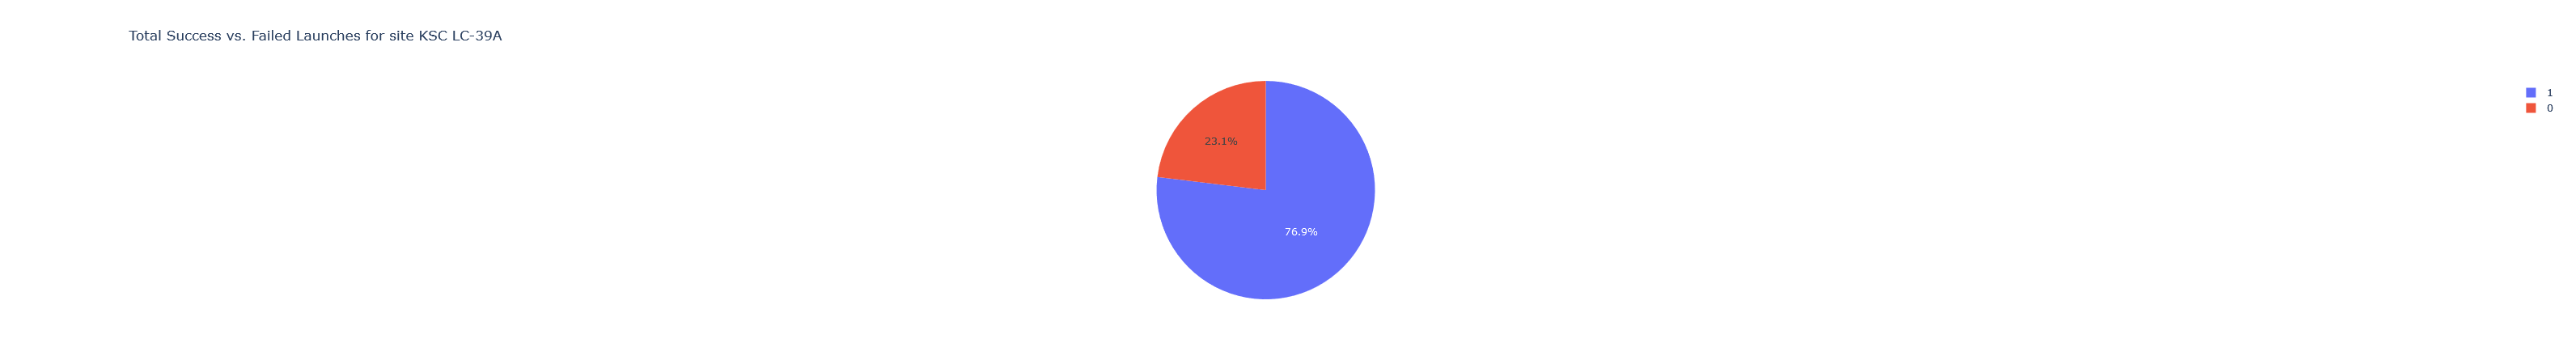 Total Success vs. Failed Launches for site KSC LC-39A
1
0
23.1%
76.9%